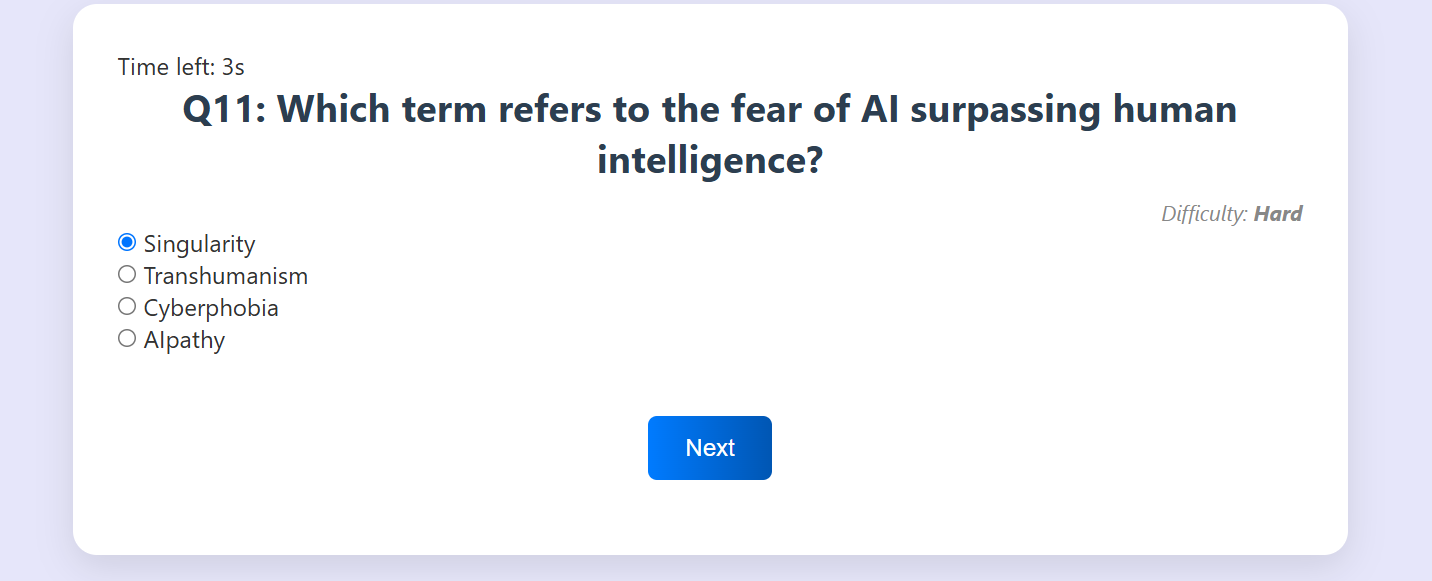 Time left: 3s
Q11: Which term refers to the fear of AI surpassing human
intelligence?
Difficulty: Hard
Singularity
Transhumanism
Cyberphobia
AIpathy
Next